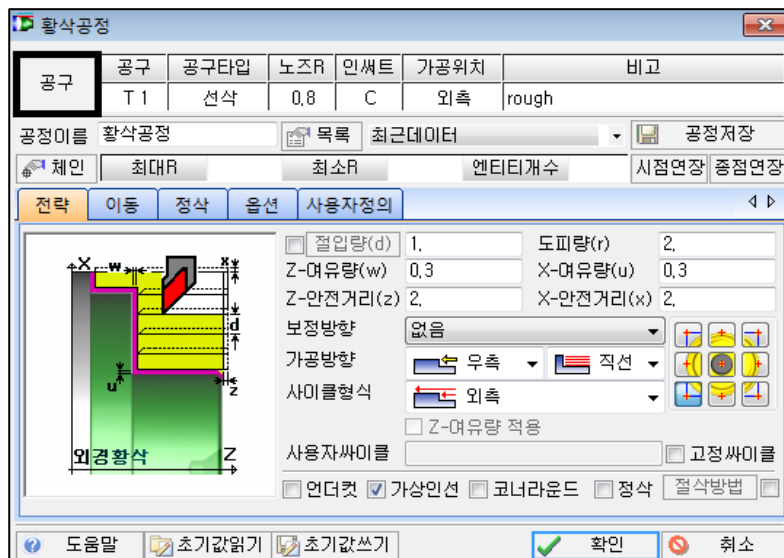 황삭공정
공구 공구 공구타입 노즈R 인써트 가공위치 비고
T 1 선삭 0.8 C 외측 rough
공정이름 황삭공정 목록 최근데이터 공정저장
체인 최대R 최소R 엔티티개수 시점연장 종점연장
전략 이동 정삭 옵션 사용자정의
절입량(d) 1. 도피량(r) 2.
Z-여유량(w) 0.3 X-여유량(u) 0.3
Z-안전거리(z) 2. X-안전거리(x) 2.
보정방향 없음
가공방향 우측 직선
사이클형식 외측
Z-여유량 적용
사용자싸이클 고정싸이클
X w x
d
u z
외경황삭 Z
언더컷 가상인선 코너라운드 정삭 절삭방법
도움말 초기값읽기 초기값쓰기 확인 취소